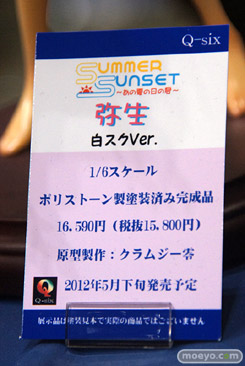 Q-six
SUMMER
SUNSET
～あの夏の日の君～
弥生
白スクVer.
1/6スケール
ポリストーン製塗装済み完成品
16,590円（税抜15,800円）
原型製作：クラムジー零
2012年5月下旬発売予定
Q-six
展示品は塗装見本で実際の商品ではございません
moeyo.com